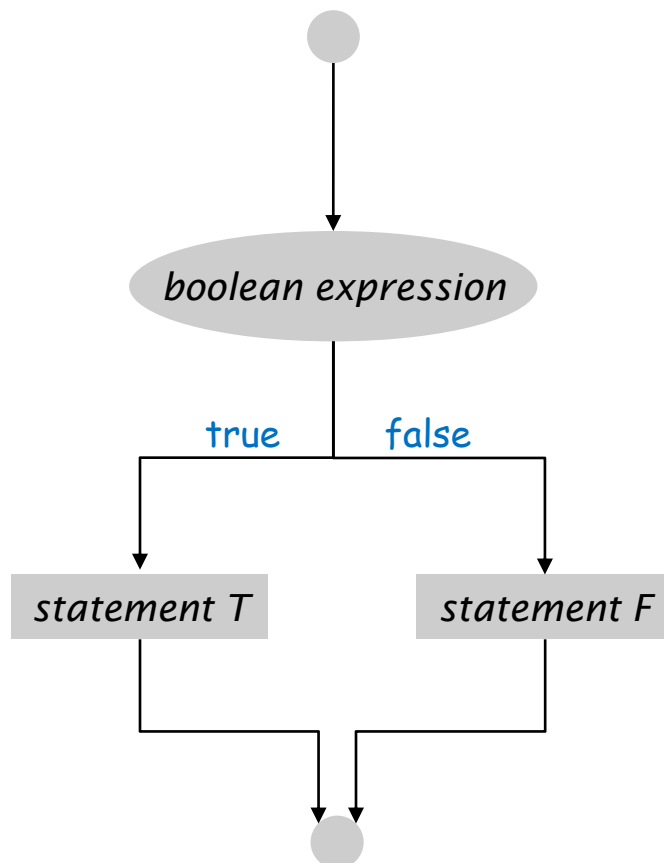 boolean expression
true
false
statement T
statement F